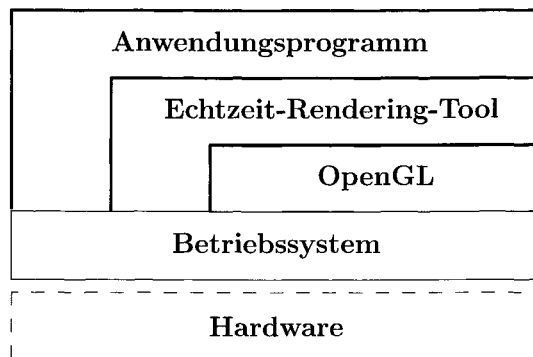 Anwendungsprogramm
Echtzeit-Rendering-Tool
OpenGL
Betriebssystem
Hardware